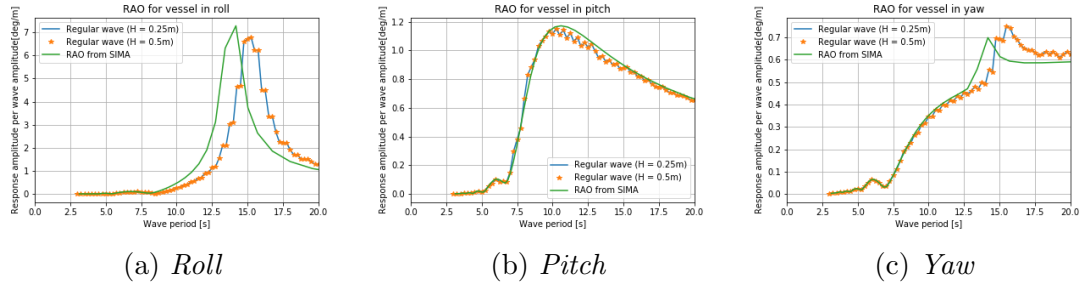 RAO for vessel in roll
Response amplitude per wave amplitude[deg/m]
7
6
5
4
3
2
1
0
0.0 2.5 5.0 7.5 10.0 12.5 15.0 17.5 20.0
Wave period [s]
Regular wave (H = 0.25m)
Regular wave (H = 0.5m)
RAO from SIMA
(a) Roll
RAO for vessel in pitch
Response amplitude per wave amplitude[deg/m]
1.2
1.0
0.8
0.6
0.4
0.2
0.0
0.0 2.5 5.0 7.5 10.0 12.5 15.0 17.5 20.0
Wave period [s]
Regular wave (H = 0.25m)
Regular wave (H = 0.5m)
RAO from SIMA
(b) Pitch
RAO for vessel in yaw
Response amplitude per wave amplitude[deg/m]
0.7
0.6
0.5
0.4
0.3
0.2
0.1
0.0
0.0 2.5 5.0 7.5 10.0 12.5 15.0 17.5 20.0
Wave period [s]
Regular wave (H = 0.25m)
Regular wave (H = 0.5m)
RAO from SIMA
(c) Yaw